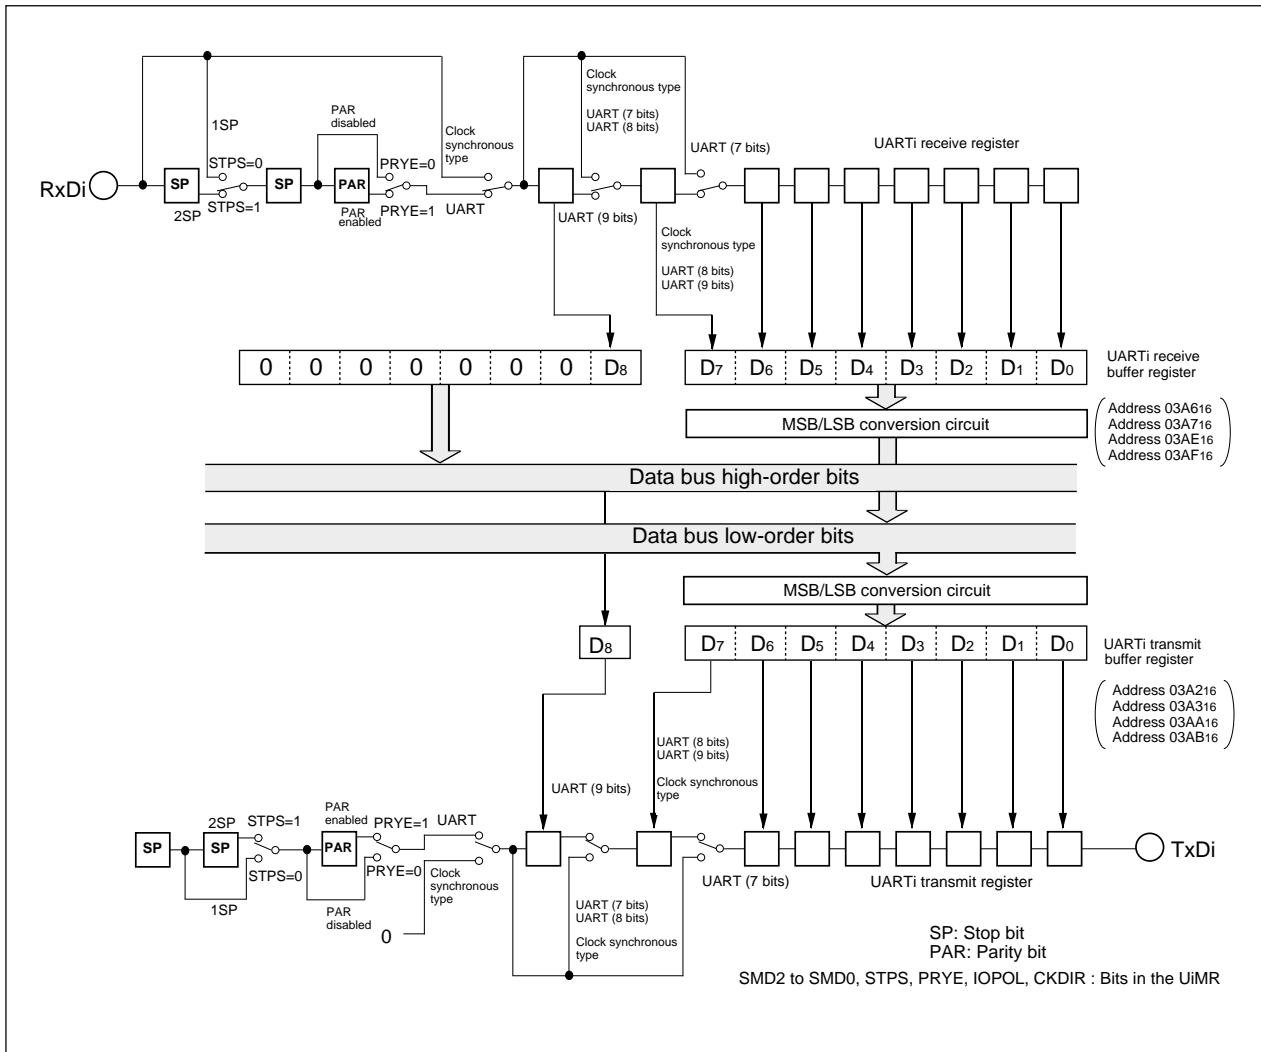 Clock
synchronous type
UART (7 bits)
UART (8 bits)
PAR
disabled
1SP
Clock
synchronous
type
UART (7 bits)
UARTi receive register
STPS=0
PRYE=0
RxDi
SP
SP
PAR
2SP
STPS=1
PAR
enabled
PRYE=1
UART
UART (9 bits)
Clock
synchronous type
UART (8 bits)
UART (9 bits)
0 0 0 0 0 0 0 D8
D7 D6 D5 D4 D3 D2 D1 D0
UARTi receive
buffer register
MSB/LSB conversion circuit
Address 03A616
Address 03A716
Address 03AE16
Address 03AF16
Data bus high-order bits
Data bus low-order bits
MSB/LSB conversion circuit
D8
D7 D6 D5 D4 D3 D2 D1 D0
UARTi transmit
buffer register
Address 03A216
Address 03A316
Address 03AA16
Address 03AB16
UART (8 bits)
UART (9 bits)
Clock synchronous
type
UART (9 bits)
PAR
enabled
2SP
STPS=1
PRYE=1
UART
SP
SP
PAR
TxDi
STPS=0
PRYE=0
Clock
synchronous
type
UART (7 bits)
UARTi transmit register
1SP
PAR
disabled
0
UART (7 bits)
UART (8 bits)
Clock synchronous
type
SP: Stop bit
PAR: Parity bit
SMD2 to SMD0, STPS, PRYE, IOPOL, CKDIR : Bits in the UiMR